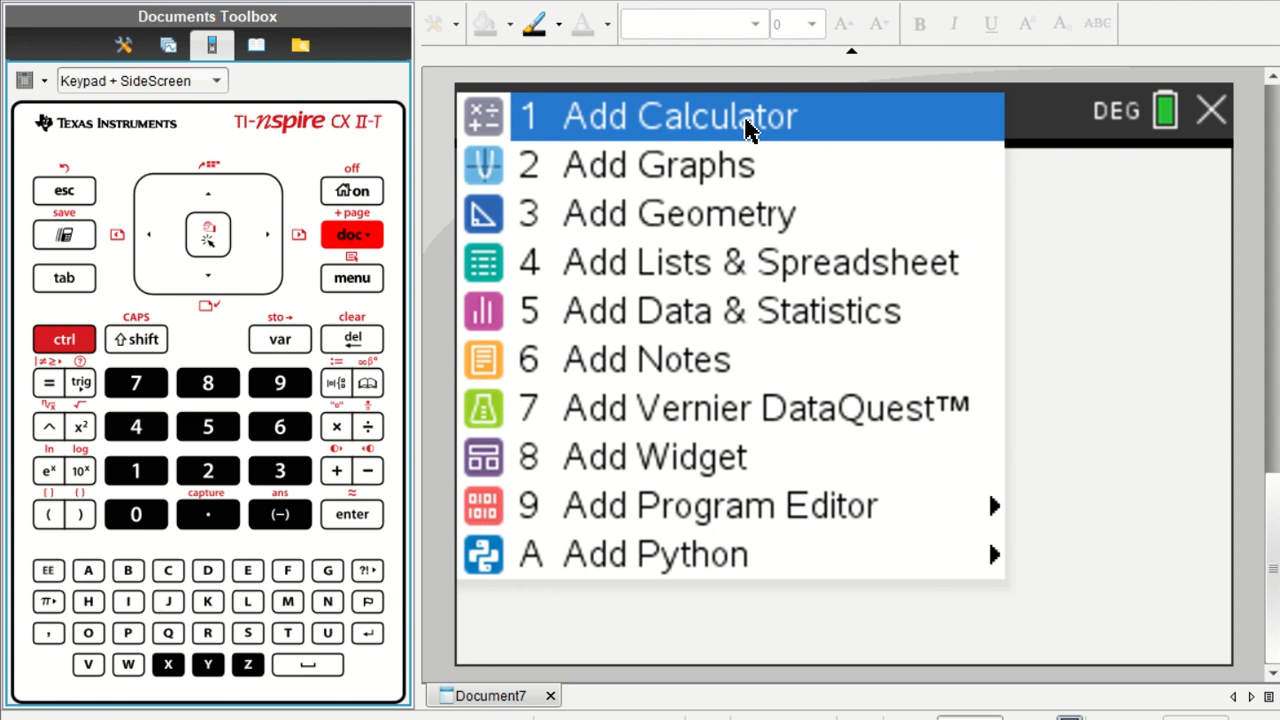 Documents Toolbox
Keypad + SideScreen
TEXAS INSTRUMENTS TI-nspire CX II-T
off
esc on
save + page
doc
tab menu
CAPS sto→ clear
ctrl shift var del
= trig 7 8 9
^ x² 4 5 6 × ÷
ln log
eˣ 10ˣ 1 2 3 + −
[ ] { } capture ans ≈
( ) 0 . (−) enter
EE A B C D E F G ?!
π H I J K L M N
, O P Q R S T U
V W X Y Z
0
B I U A A ABC
DEG
1 Add Calculator
2 Add Graphs
3 Add Geometry
4 Add Lists & Spreadsheet
5 Add Data & Statistics
6 Add Notes
7 Add Vernier DataQuest™
8 Add Widget
9 Add Program Editor
A Add Python
Document7